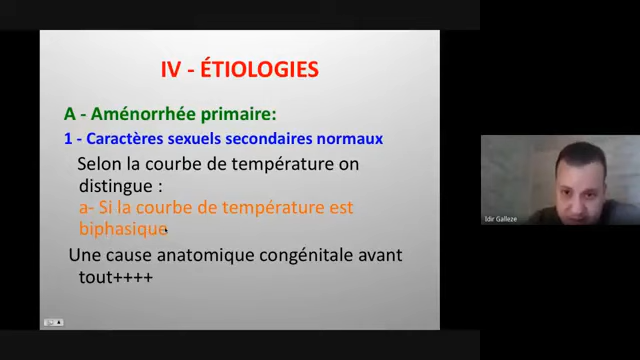 IV - ÉTIOLOGIES
A - Aménorrhée primaire:
1 - Caractères sexuels secondaires normaux
Selon la courbe de température on
distingue :
a- Si la courbe de température est
biphasique
Une cause anatomique congénitale avant
tout++++
Idir Galleze